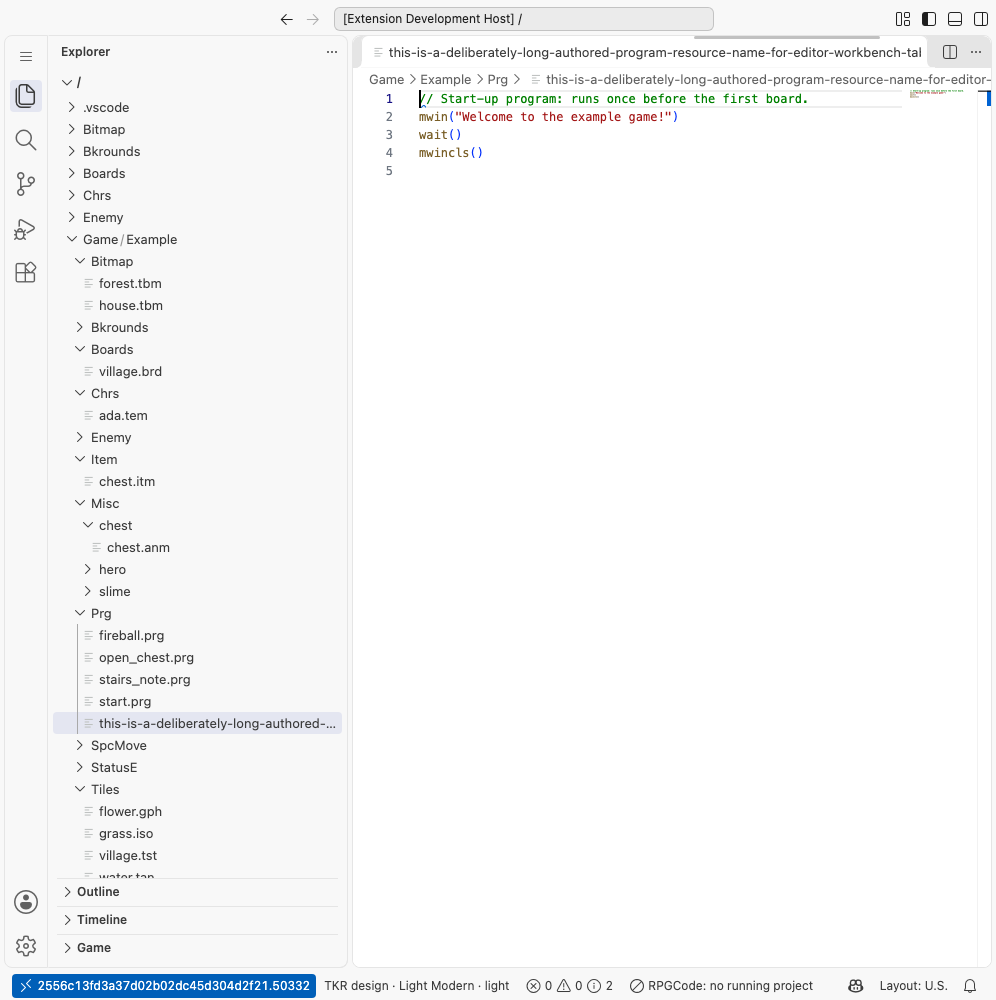 [Extension Development Host] /
Explorer
/
.vscode
Bitmap
Bkrounds
Boards
Chrs
Enemy
Game / Example
Bitmap
forest.tbm
house.tbm
Bkrounds
Boards
village.brd
Chrs
ada.tem
Enemy
Item
chest.itm
Misc
chest
chest.anm
hero
slime
Prg
fireball.prg
open_chest.prg
stairs_note.prg
start.prg
this-is-a-deliberately-long-authored-...
SpcMove
StatusE
Tiles
flower.gph
grass.iso
village.tst
water.tan
Outline
Timeline
Game
this-is-a-deliberately-long-authored-program-resource-name-for-editor-workbench-tal
Game > Example > Prg > this-is-a-deliberately-long-authored-program-resource-name-for-editor-
1 // Start-up program: runs once before the first board.
2 mwin("Welcome to the example game!")
3 wait()
4 mwincls()
5
2556c13fd3a37d02b02dc45d304d2f21.50332 TKR design · Light Modern · light 0 0 2 RPGCode: no running project Layout: U.S.